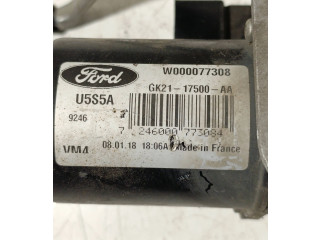 Ford
W000077308
GK21-17500-AA
U5S5A
9246
7 246000 773084
VM4
08.01.18 18:06A Made in France